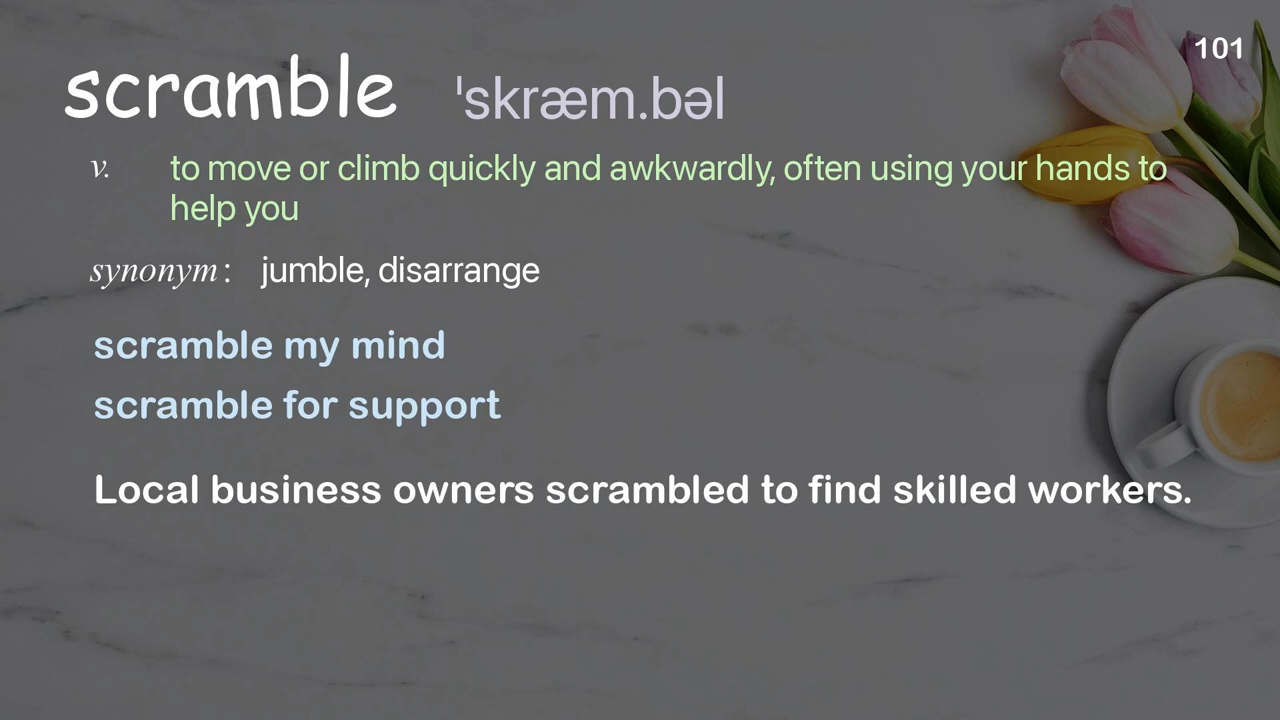 101
scramble ˈskræm.bəl
v. to move or climb quickly and awkwardly, often using your hands to
help you
synonym: jumble, disarrange
scramble my mind
scramble for support
Local business owners scrambled to find skilled workers.